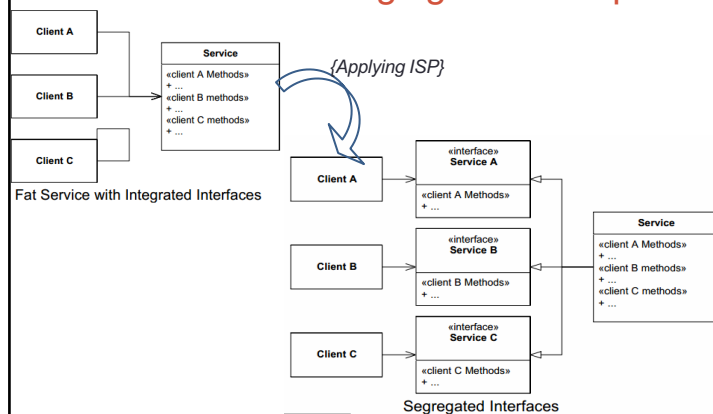 Client A
Client B
Client C
Service
«client A Methods»
+ ...
«client B methods»
+ ...
«client C methods»
+ ...
Fat Service with Integrated Interfaces
{Applying ISP}
Client A
«interface»
Service A
«client A Methods»
+ ...
Client B
«interface»
Service B
«client B Methods»
+ ...
Client C
«interface»
Service C
«client C Methods»
+ ...
Service
«client A Methods»
+ ...
«client B methods»
+ ...
«client C methods»
+ ...
Segregated Interfaces